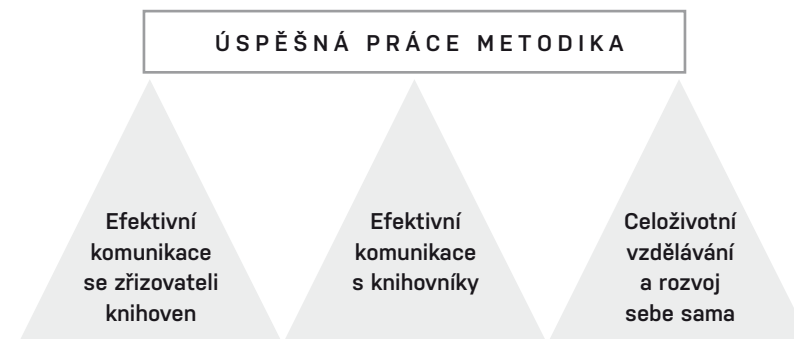 ÚSPĚŠNÁ PRÁCE METODIKA
Efektivní
komunikace
se zřizovateli
knihoven
Efektivní
komunikace
s knihovníky
Celoživotní
vzdělávání
a rozvoj
sebe sama